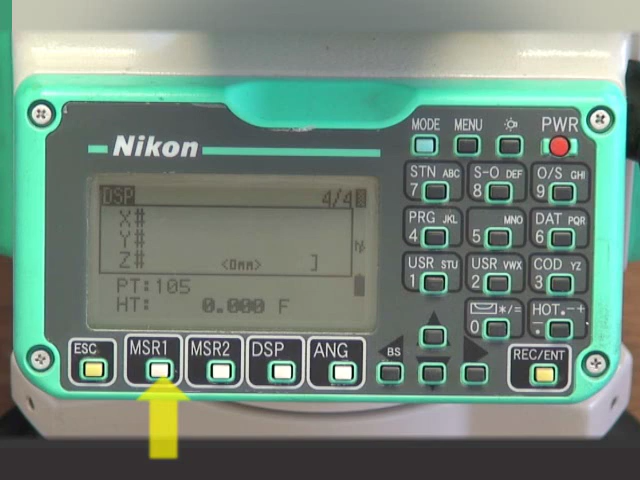 Nikon
MODE MENU PWR
DSP 4/4
X#
Y#
Z# <0mm> ]
PT:105
HT: 0.000 F
STN ABC S-O DEF O/S GHI
7 8 9
PRG JKL MNO DAT PQR
4 5 6
USR STU USR VWX COD YZ
1 2 3
*/= HOT.-+
0 .
ESC MSR1 MSR2 DSP ANG BS REC/ENT